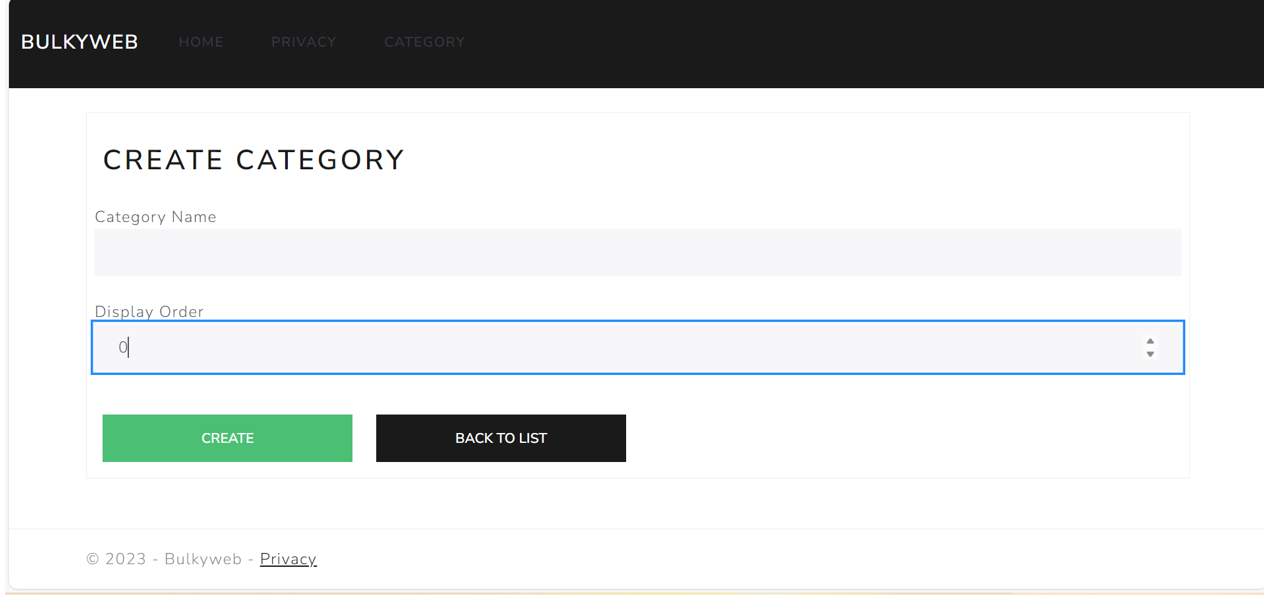 BULKYWEB HOME PRIVACY CATEGORY
CREATE CATEGORY
Category Name
Display Order
0
CREATE BACK TO LIST
© 2023 - Bulkyweb - Privacy